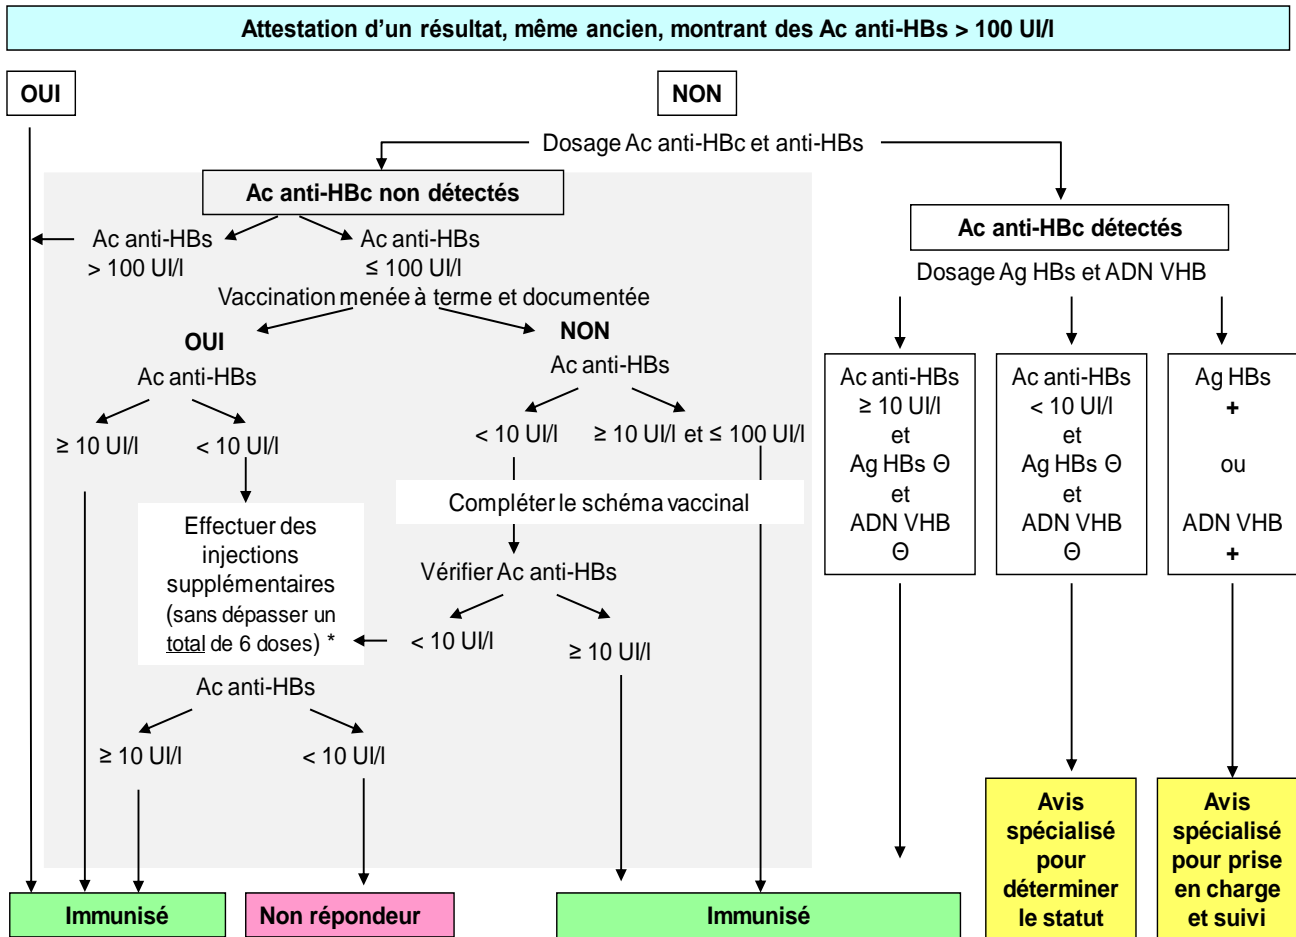 Attestation d'un résultat, même ancien, montrant des Ac anti-HBs > 100 UI/l
OUI
NON
Dosage Ac anti-HBc et anti-HBs
Ac anti-HBc non détectés
Ac anti-HBs
> 100 UI/l
Ac anti-HBs
≤ 100 UI/l
Vaccination menée à terme et documentée
OUI
Ac anti-HBs
≥ 10 UI/l
< 10 UI/l
NON
Ac anti-HBs
< 10 UI/l
≥ 10 UI/l et ≤ 100 UI/l
Effectuer des
injections
supplémentaires
(sans dépasser un
total de 6 doses) *
Compléter le schéma vaccinal
Vérifier Ac anti-HBs
< 10 UI/l
≥ 10 UI/l
Ac anti-HBs
≥ 10 UI/l
< 10 UI/l
Ac anti-HBc détectés
Dosage Ag HBs et ADN VHB
Ac anti-HBs
≥ 10 UI/l
et
Ag HBs Θ
et
ADN VHB
Θ
Ac anti-HBs
< 10 UI/l
et
Ag HBs Θ
et
ADN VHB
Θ
Ag HBs
+
ou
ADN VHB
+
Immunisé
Non répondeur
Immunisé
Avis
spécialisé
pour
déterminer
le statut
Avis
spécialisé
pour prise
en charge
et suivi